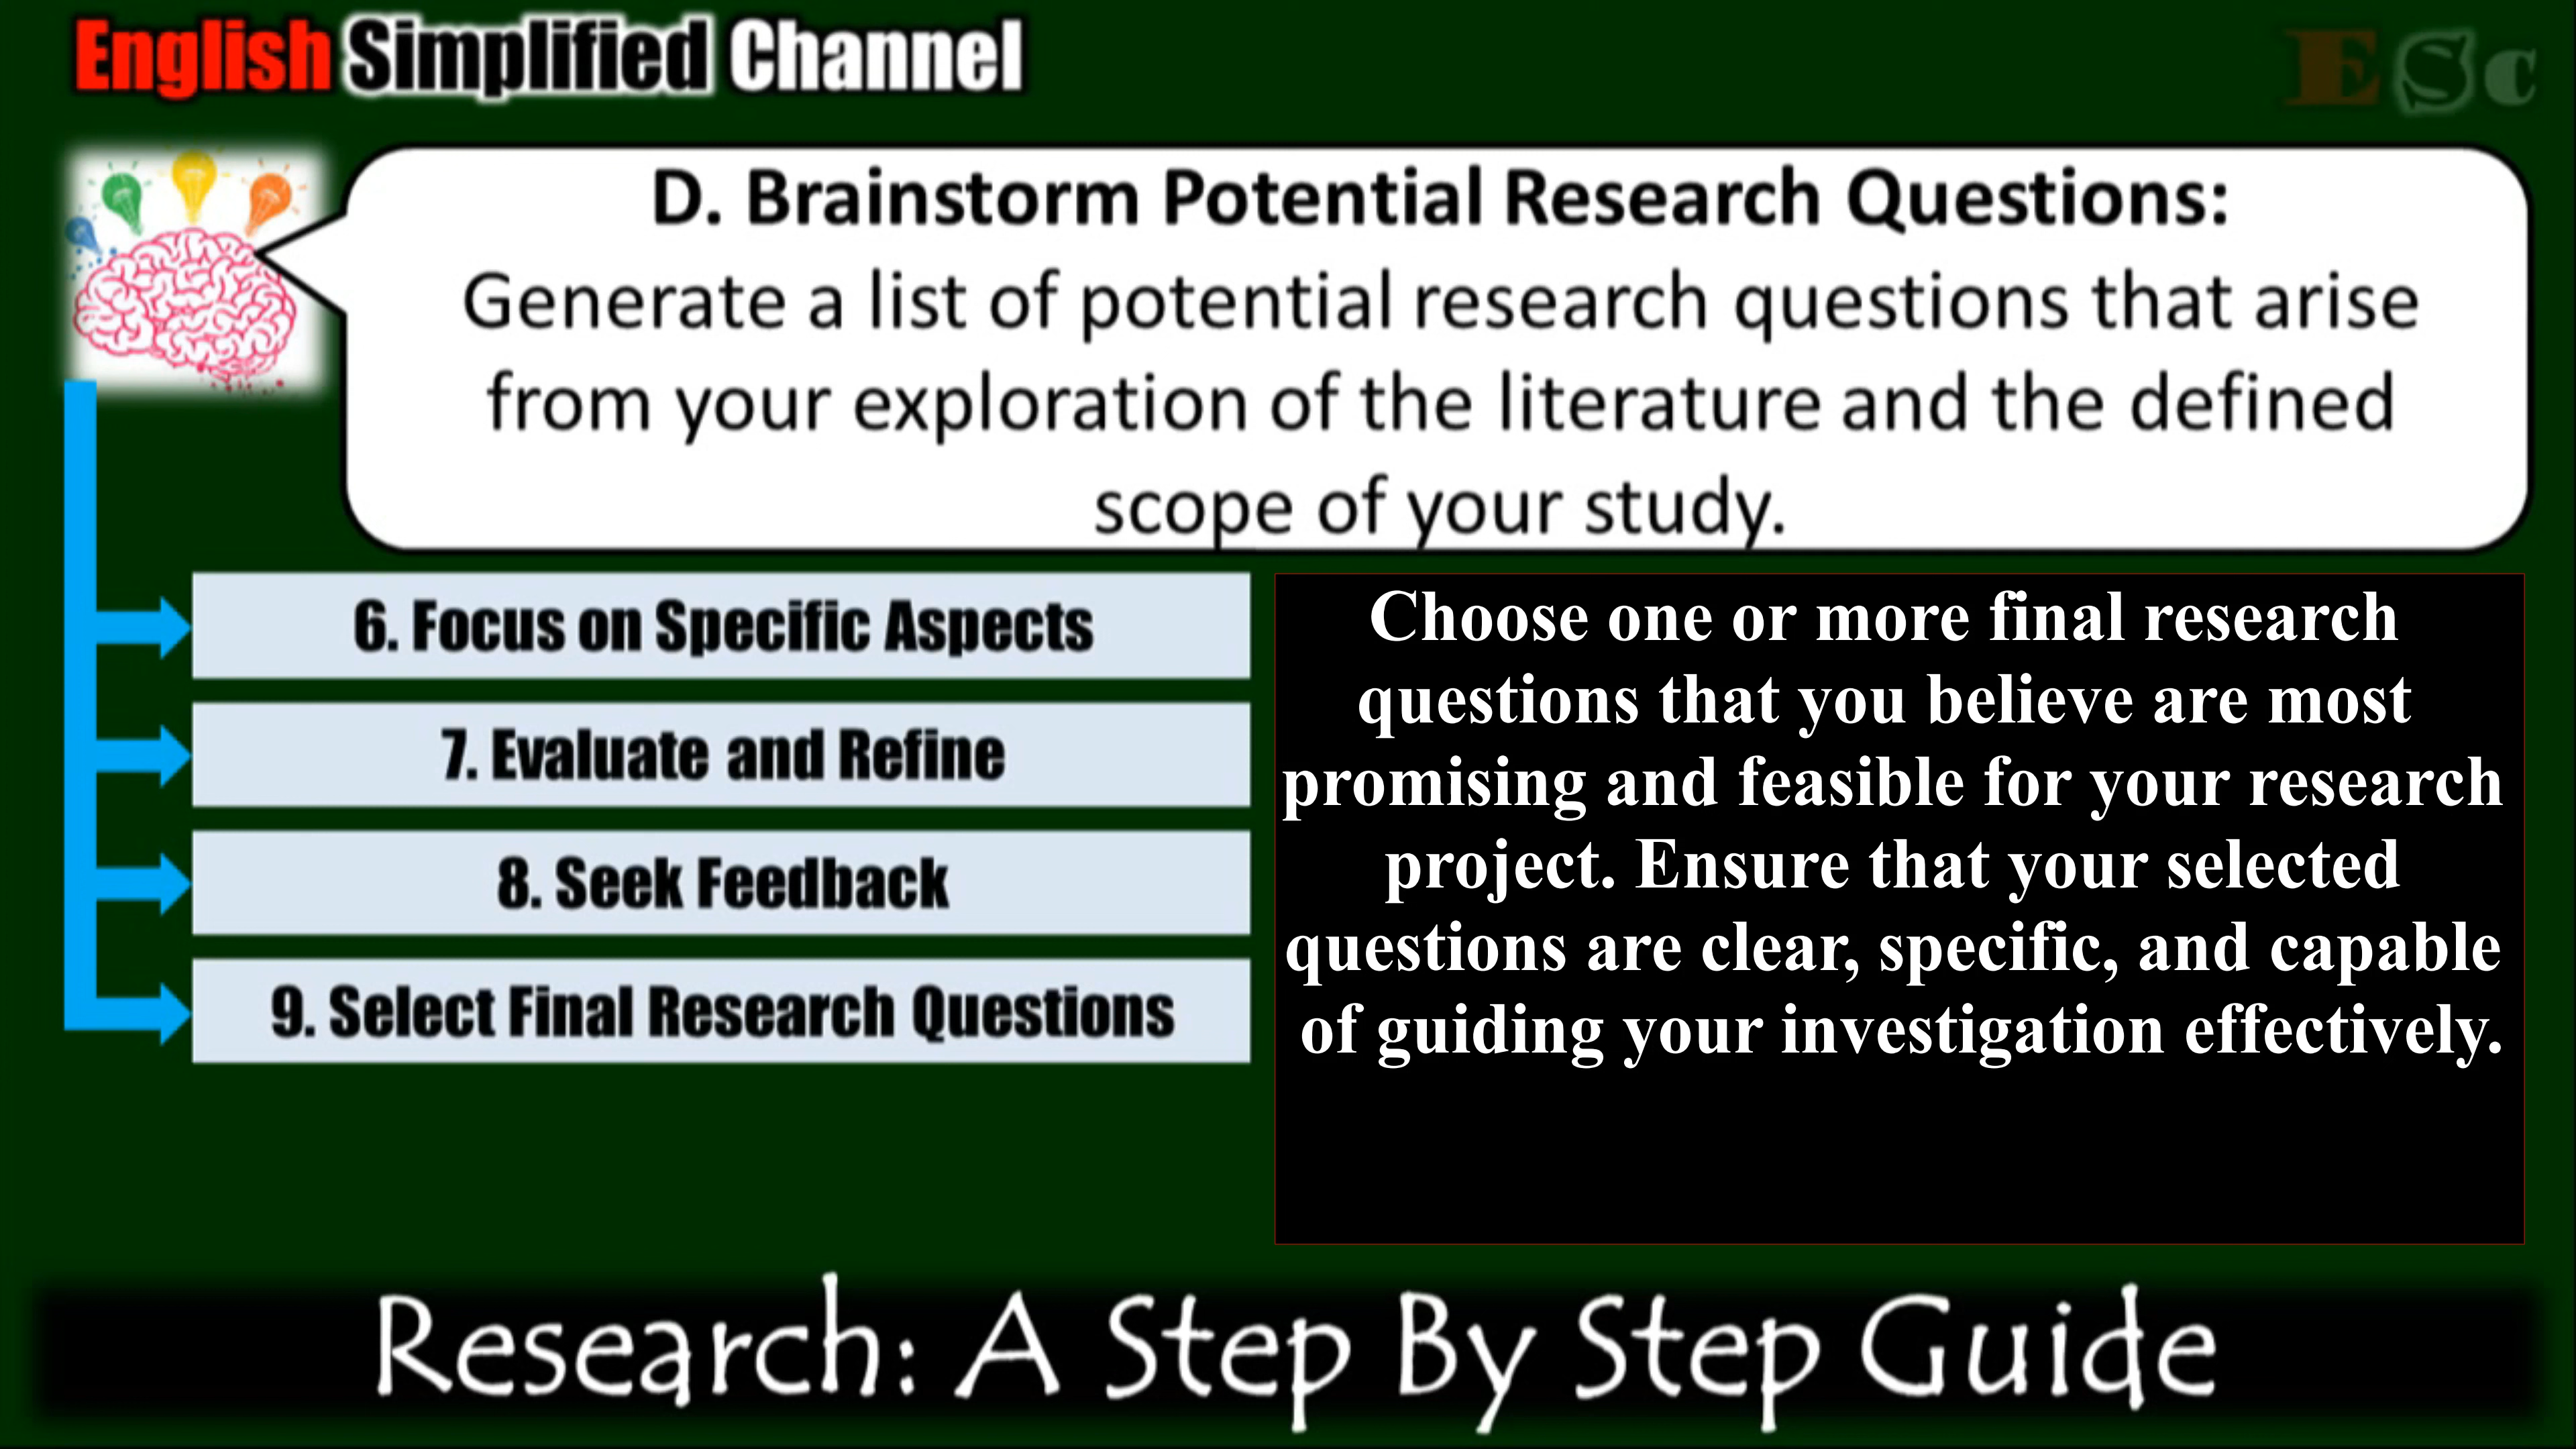 English Simplified Channel
ESc
D. Brainstorm Potential Research Questions:
Generate a list of potential research questions that arise
from your exploration of the literature and the defined
scope of your study.
6. Focus on Specific Aspects
7. Evaluate and Refine
8. Seek Feedback
9. Select Final Research Questions
Choose one or more final research
questions that you believe are most
promising and feasible for your research
project. Ensure that your selected
questions are clear, specific, and capable
of guiding your investigation effectively.
Research: A Step By Step Guide